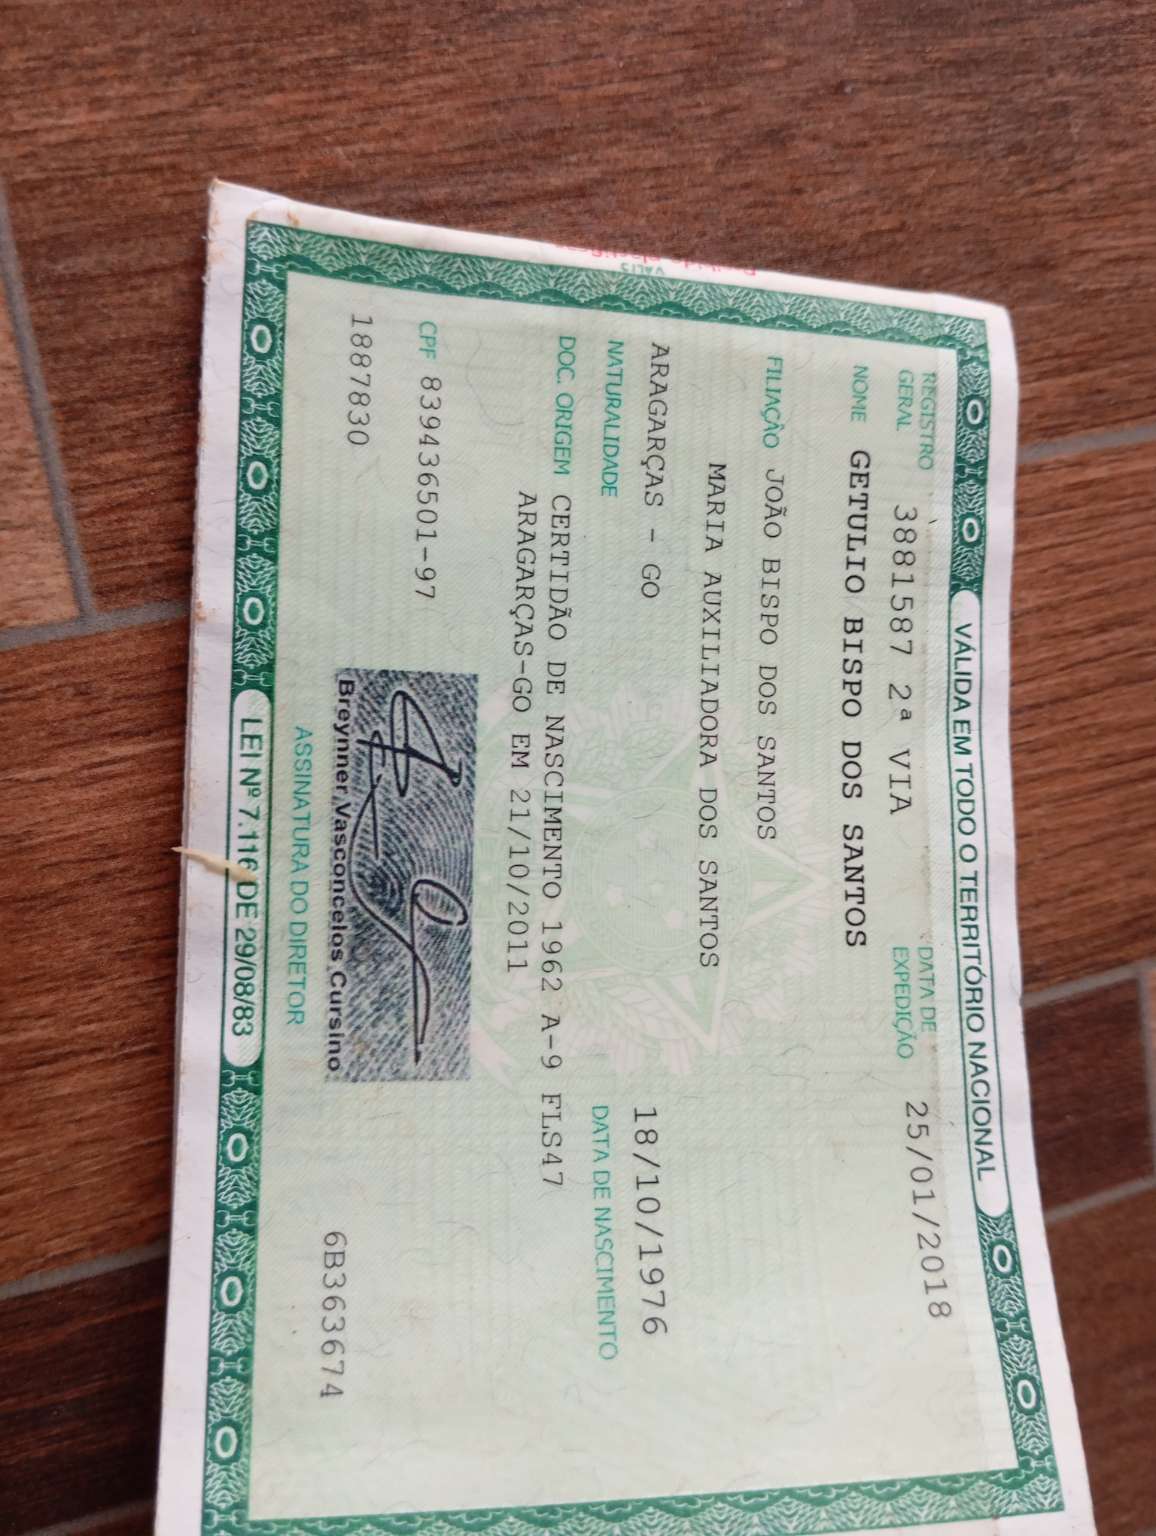 VÁLIDA EM TODO O TERRITÓRIO NACIONAL
REGISTRO GERAL 3881587 2ª VIA DATA DE EXPEDIÇÃO 25/01/2018
NOME GETULIO BISPO DOS SANTOS
FILIAÇÃO JOÃO BISPO DOS SANTOS
MARIA AUXILIADORA DOS SANTOS
ARAGARÇAS - GO 18/10/1976
NATURALIDADE DATA DE NASCIMENTO
DOC. ORIGEM CERTIDÃO DE NASCIMENTO 1962 A-9 FLS47
ARAGARÇAS-GO EM 21/10/2011
CPF 839436501-97
1887830 6B363674
Breynner Vasconcelos Cursino
ASSINATURA DO DIRETOR
LEI Nº 7.116 DE 29/08/83